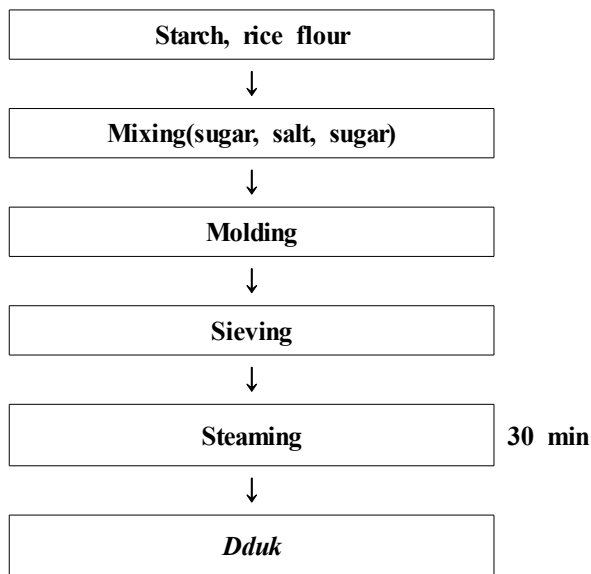 Starch, rice flour
↓
Mixing(sugar, salt, sugar)
↓
Molding
↓
Sieving
↓
Steaming 30 min
↓
Dduk